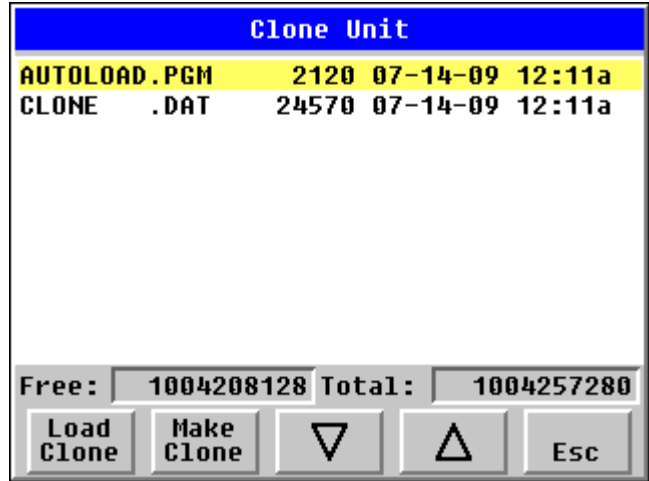 Clone Unit
AUTOLOAD.PGM 2120 07-14-09 12:11a
CLONE .DAT 24570 07-14-09 12:11a
Free: 1004208128 Total: 1004257280
Load Clone Make Clone Esc